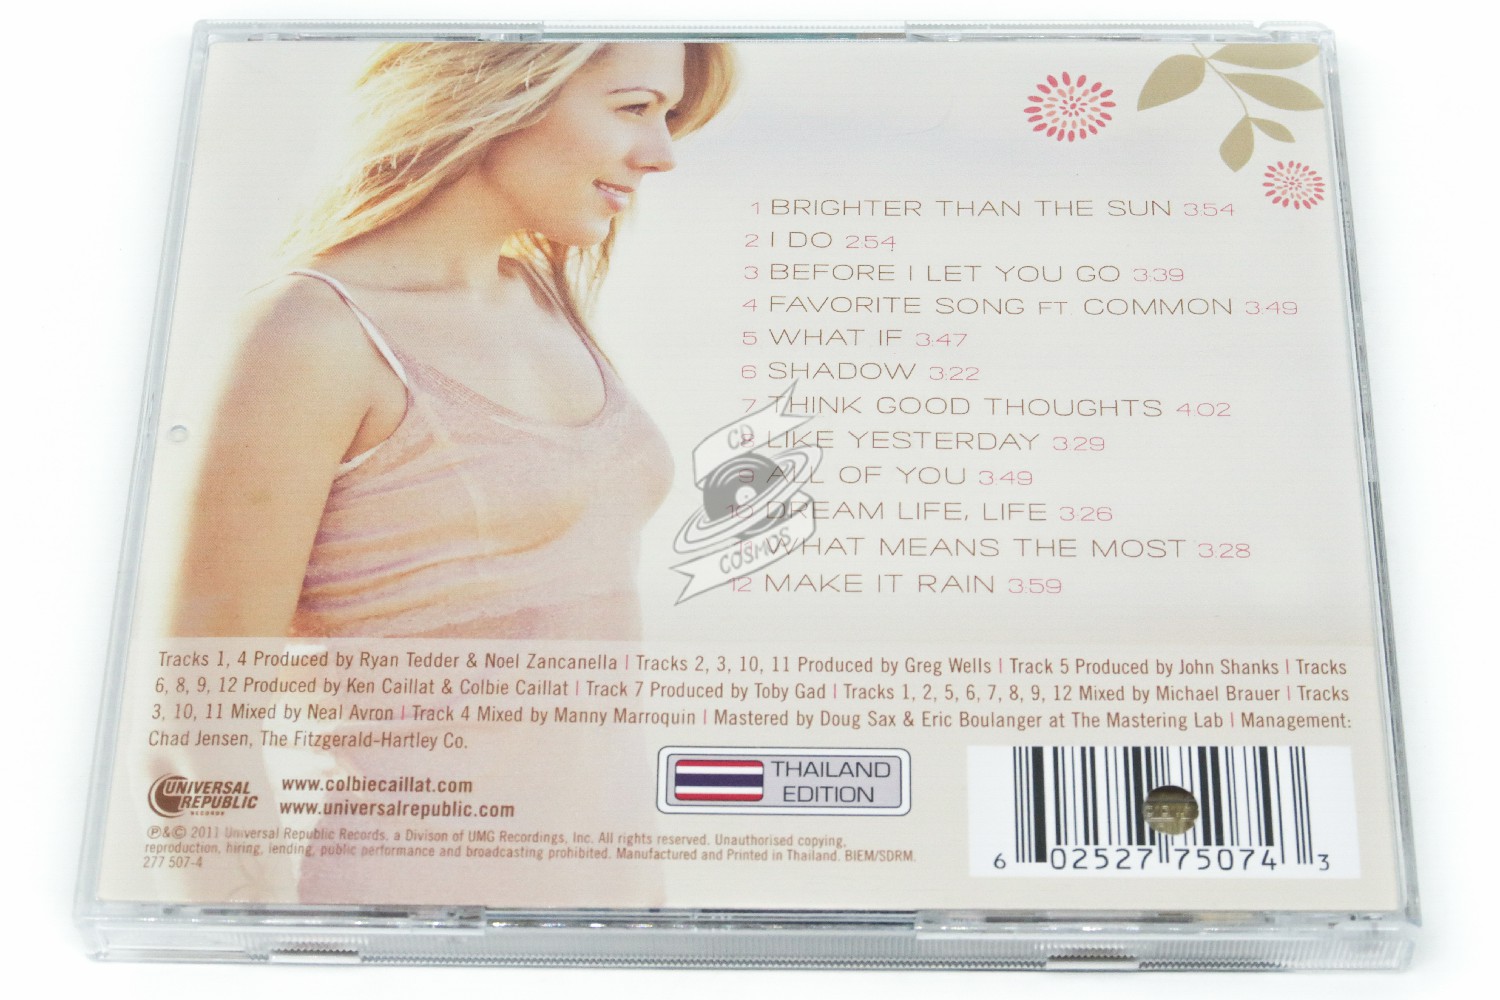 1 BRIGHTER THAN THE SUN 3:54
2 I DO 2:54
3 BEFORE I LET YOU GO 3:39
4 FAVORITE SONG FT. COMMON 3:49
5 WHAT IF 3:47
6 SHADOW 3:22
7 THINK GOOD THOUGHTS 4:02
8 LIKE YESTERDAY 3:29
9 ALL OF YOU 3:49
10 DREAM LIFE, LIFE 3:26
11 WHAT MEANS THE MOST 3:28
12 MAKE IT RAIN 3:59
CD
COSMOS
Tracks 1, 4 Produced by Ryan Tedder & Noel Zancanella | Tracks 2, 3, 10, 11 Produced by Greg Wells | Track 5 Produced by John Shanks | Tracks
6, 8, 9, 12 Produced by Ken Caillat & Colbie Caillat | Track 7 Produced by Toby Gad | Tracks 1, 2, 5, 6, 7, 8, 9, 12 Mixed by Michael Brauer | Tracks
3, 10, 11 Mixed by Neal Avron | Track 4 Mixed by Manny Marroquin | Mastered by Doug Sax & Eric Boulanger at The Mastering Lab | Management:
Chad Jensen, The Fitzgerald-Hartley Co.
UNIVERSAL
REPUBLIC
RECORDS
www.colbiecaillat.com
www.universalrepublic.com
THAILAND
EDITION
℗&© 2011 Universal Republic Records, a Divison of UMG Recordings, Inc. All rights reserved. Unauthorised copying,
reproduction, hiring, lending, public performance and broadcasting prohibited. Manufactured and Printed in Thailand. BIEM/SDRM.
277 507-4
6 02527 75074 3